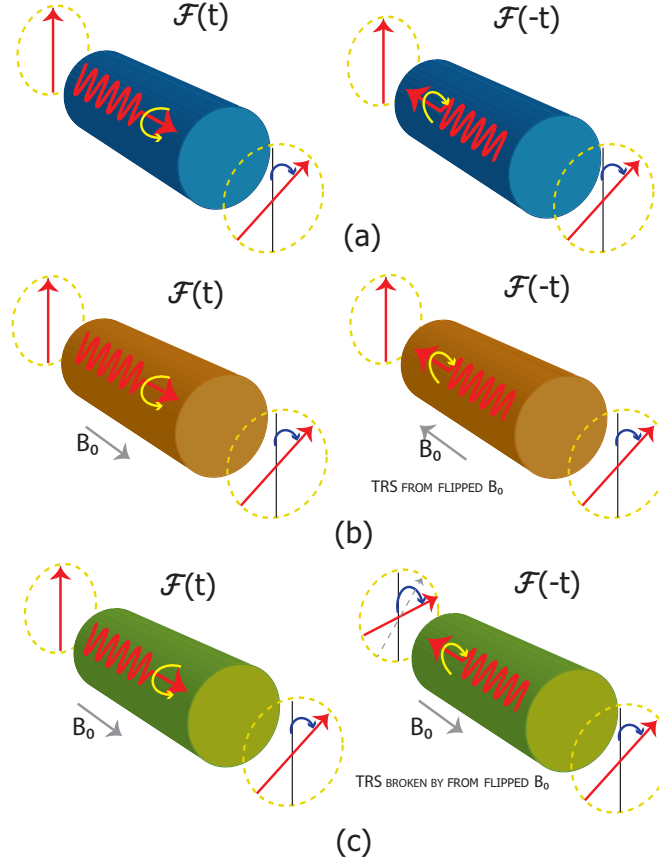 𝓕(t)
𝓕(-t)
(a)
𝓕(t)
𝓕(-t)
B₀
B₀
TRS FROM FLIPPED B₀
(b)
𝓕(t)
𝓕(-t)
B₀
B₀
TRS BROKEN BY FROM FLIPPED B₀
(c)